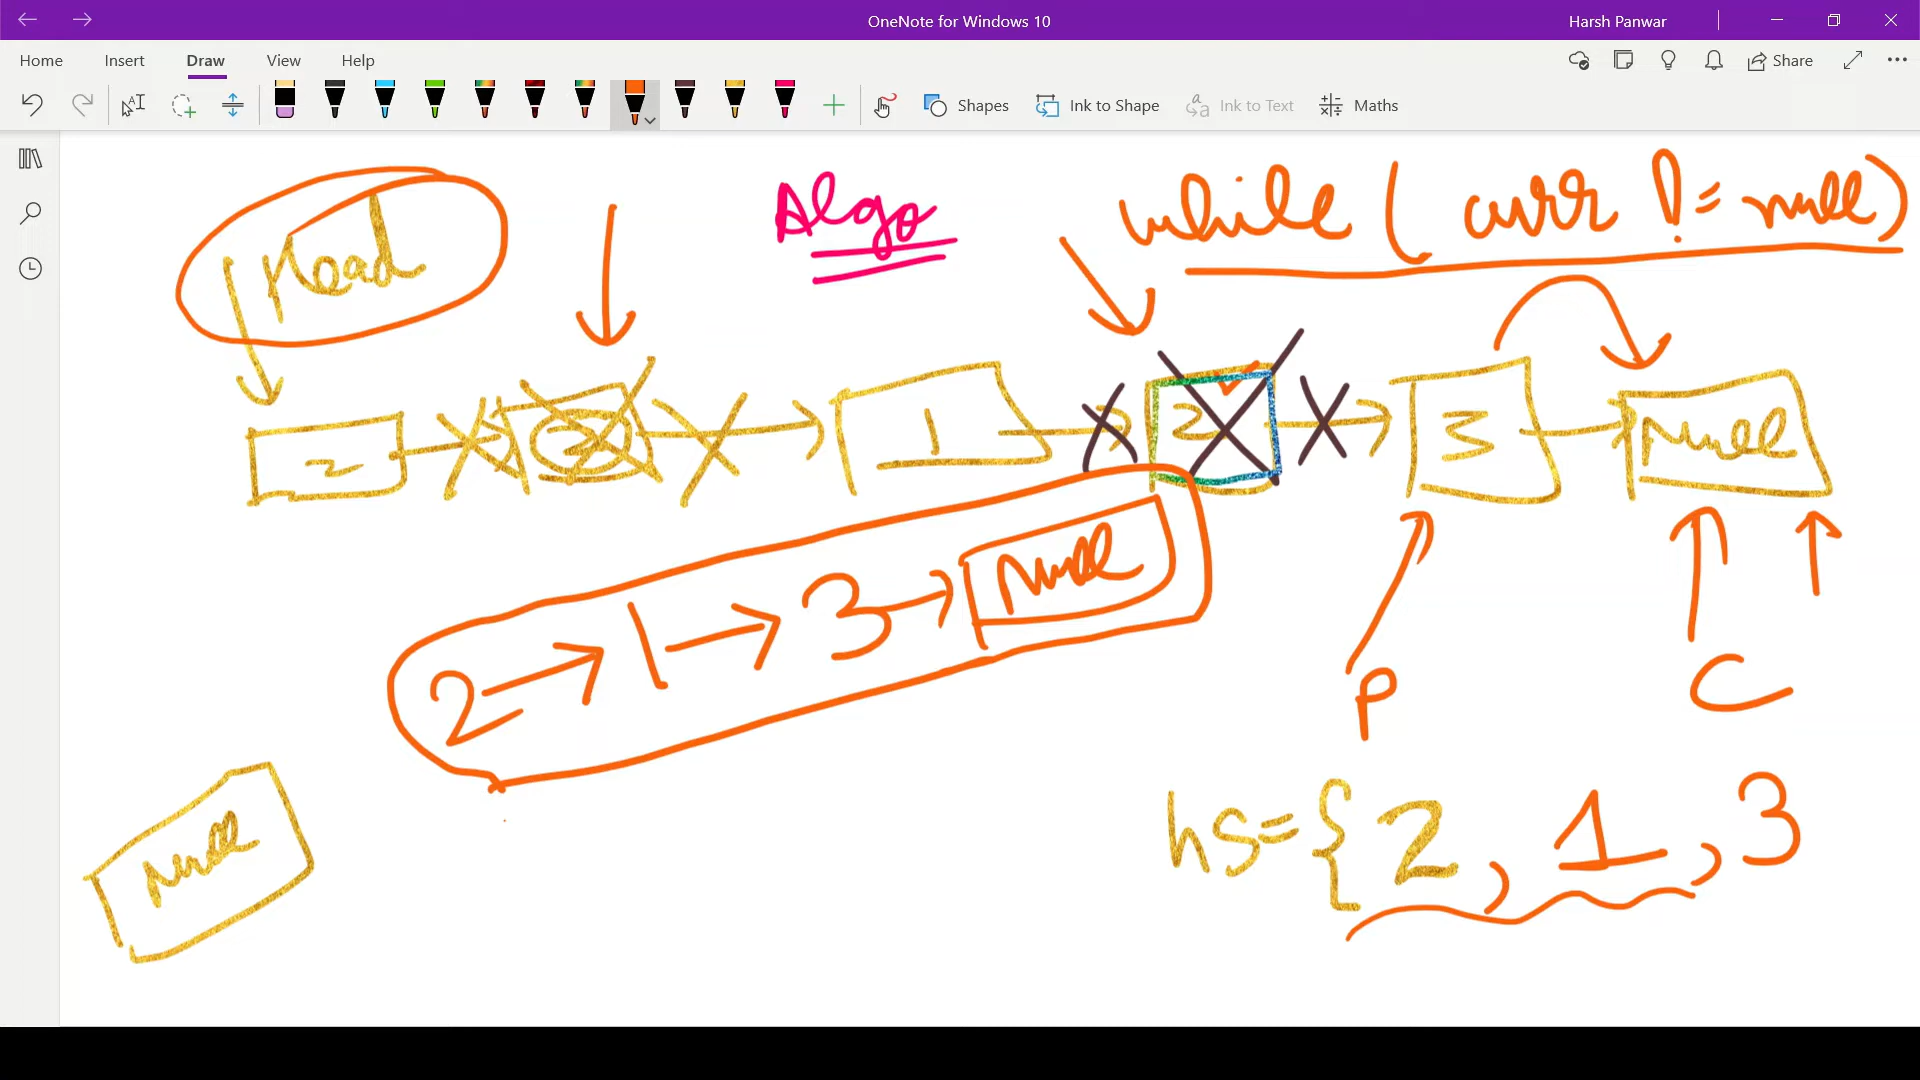 OneNote for Windows 10
Harsh Panwar
Home Insert Draw View Help
Share
Shapes Ink to Shape Ink to Text Maths
Head
Algo
while ( curr != null)
2 1 2 3 Null
2 → 1 → 3 → Null
P C
Null
hs = { 2 , 1 , 3